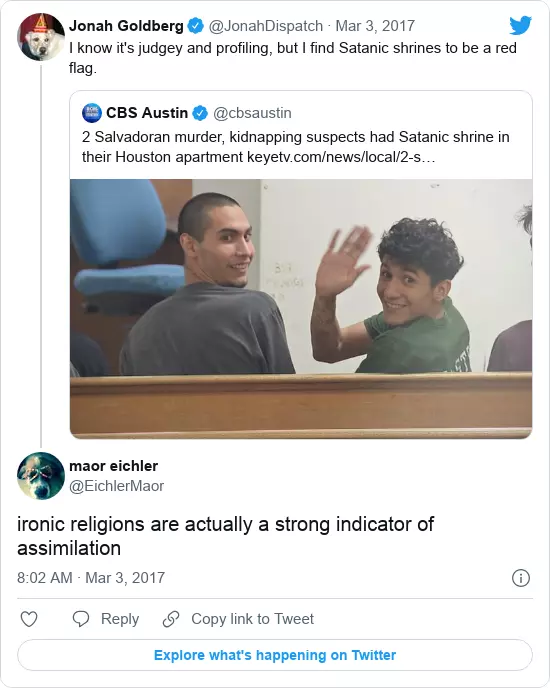 Jonah Goldberg @JonahDispatch · Mar 3, 2017
I know it's judgey and profiling, but I find Satanic shrines to be a red
flag.
CBS Austin @cbsaustin
2 Salvadoran murder, kidnapping suspects had Satanic shrine in
their Houston apartment keyetv.com/news/local/2-s…
maor eichler
@EichlerMaor
ironic religions are actually a strong indicator of
assimilation
8:02 AM · Mar 3, 2017
Reply
Copy link to Tweet
Explore what's happening on Twitter